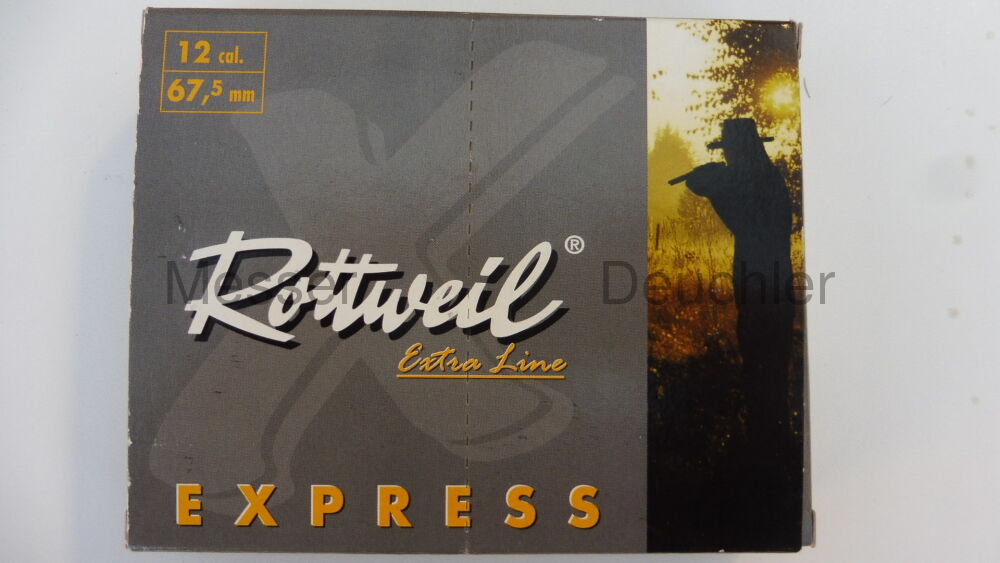 12 cal.
67,5 mm
Rottweil®
Extra Line
EXPRESS
Messer Deuchler